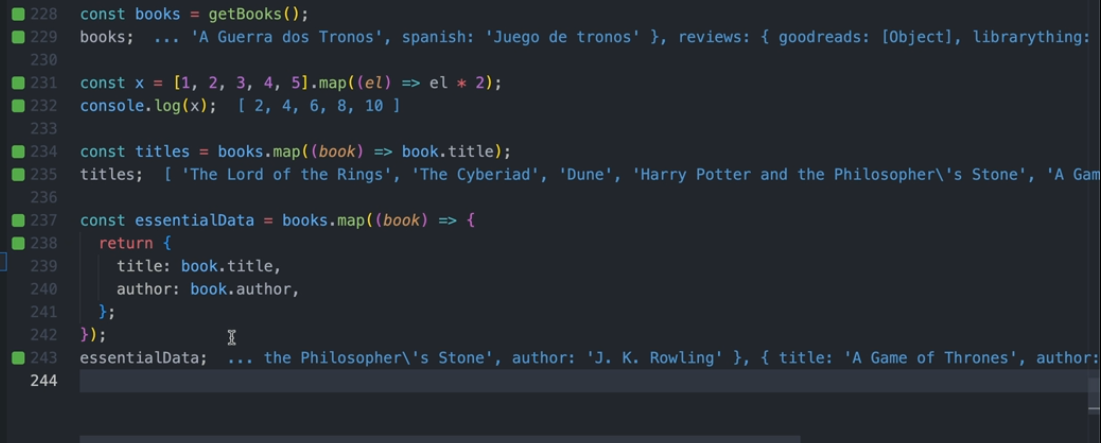 228 const books = getBooks();
229 books; ... 'A Guerra dos Tronos', spanish: 'Juego de tronos' }, reviews: { goodreads: [Object], librarything:
230
231 const x = [1, 2, 3, 4, 5].map((el) => el * 2);
232 console.log(x); [ 2, 4, 6, 8, 10 ]
233
234 const titles = books.map((book) => book.title);
235 titles; [ 'The Lord of the Rings', 'The Cyberiad', 'Dune', 'Harry Potter and the Philosopher\'s Stone', 'A Gam
236
237 const essentialData = books.map((book) => {
238 return {
239 title: book.title,
240 author: book.author,
241 };
242 });
243 essentialData; ... the Philosopher\'s Stone', author: 'J. K. Rowling' }, { title: 'A Game of Thrones', author:
244